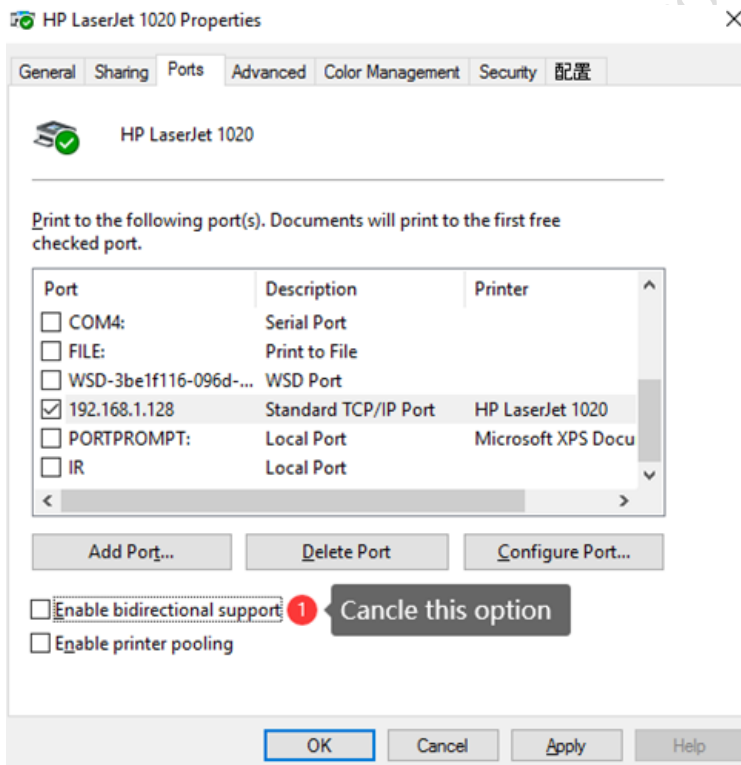 HP LaserJet 1020 Properties
General Sharing Ports Advanced Color Management Security 配置
HP LaserJet 1020
Print to the following port(s). Documents will print to the first free
checked port.
Port Description Printer
COM4: Serial Port
FILE: Print to File
WSD-3be1f116-096d-... WSD Port
192.168.1.128 Standard TCP/IP Port HP LaserJet 1020
PORTPROMPT: Local Port Microsoft XPS Docu
IR Local Port
Add Port... Delete Port Configure Port...
Enable bidirectional support 1 Cancle this option
Enable printer pooling
OK Cancel Apply Help